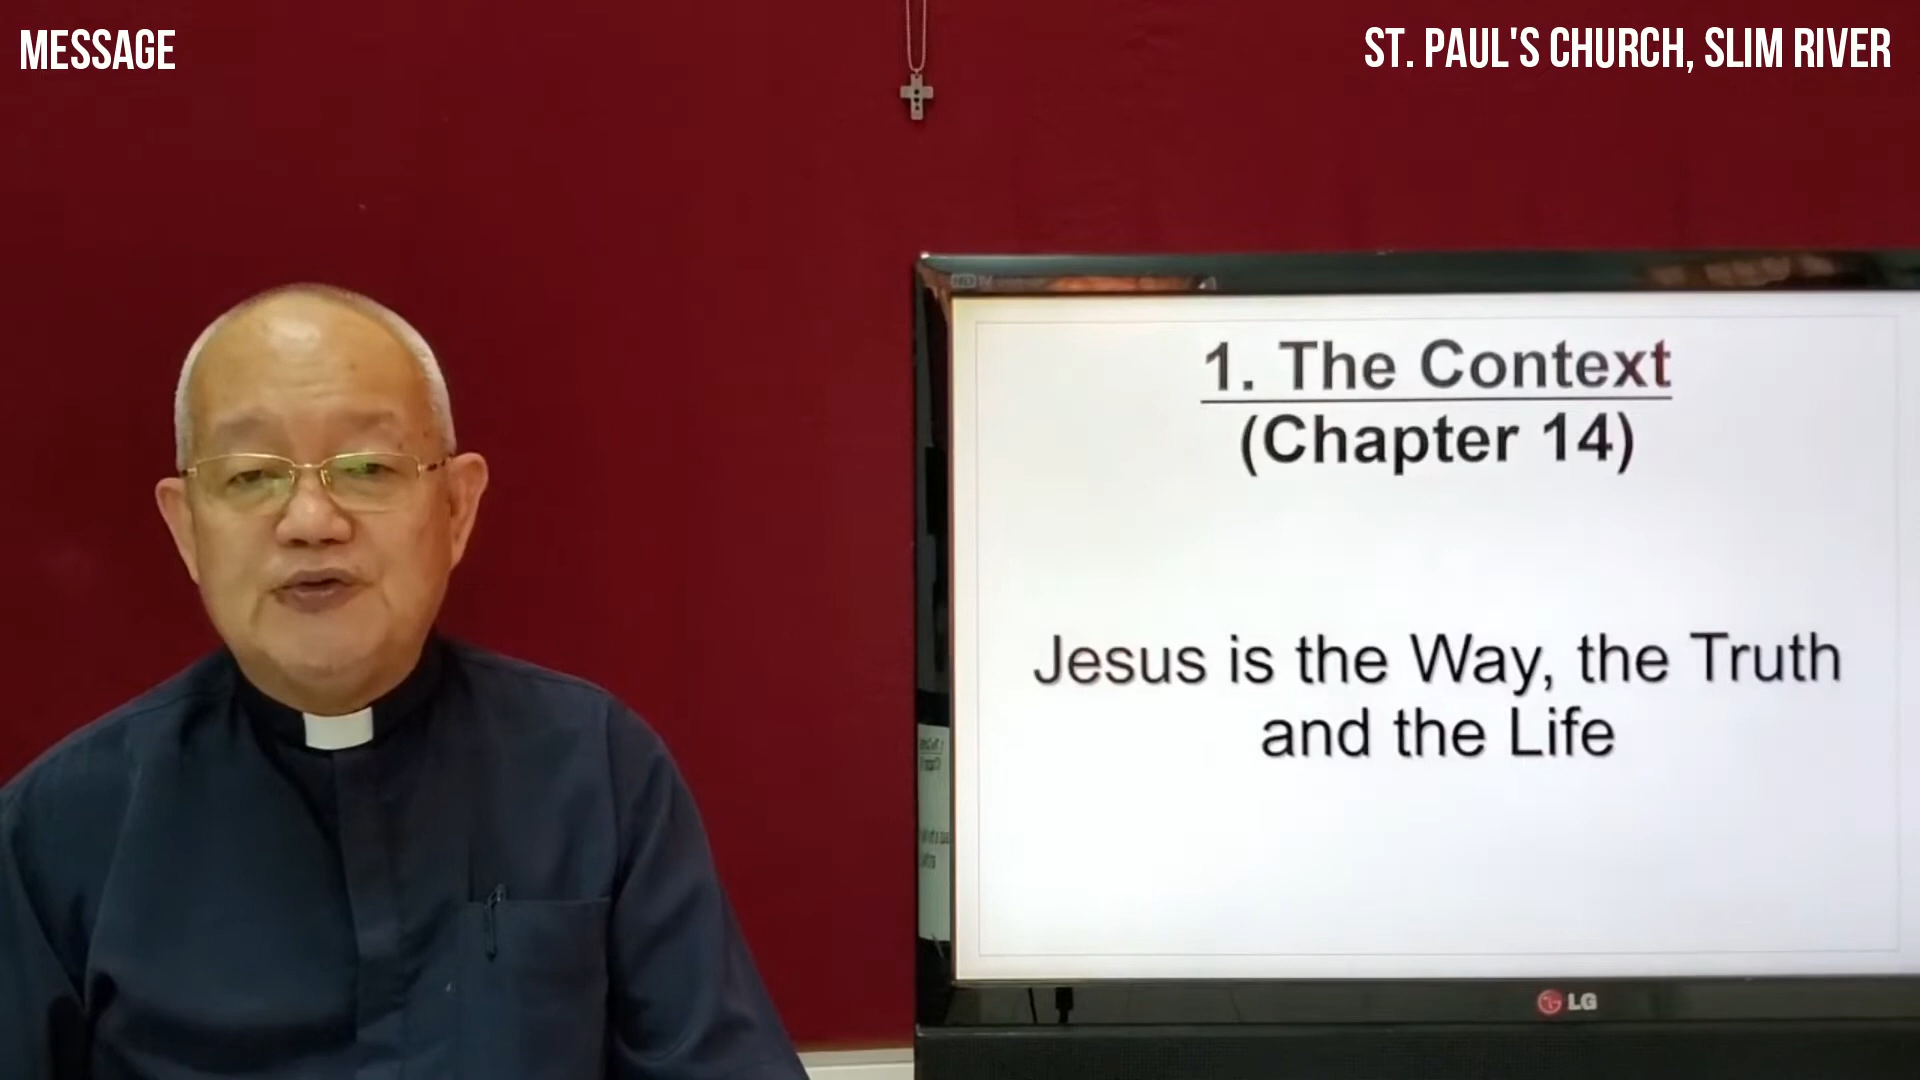 MESSAGE
ST. PAUL'S CHURCH, SLIM RIVER
1. The Context
(Chapter 14)
Jesus is the Way, the Truth
and the Life
LG